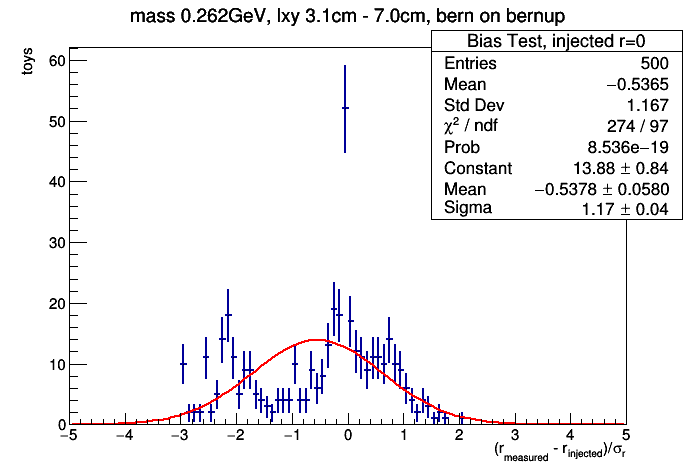 mass 0.262GeV, lxy 3.1cm - 7.0cm, bern on bernup
Bias Test, injected r=0
Entries 500
Mean −0.5365
Std Dev 1.167
χ² / ndf 274 / 97
Prob 8.536e−19
Constant 13.88 ± 0.84
Mean −0.5378 ± 0.0580
Sigma 1.17 ± 0.04
toys
60
50
40
30
20
10
0
−5 −4 −3 −2 −1 0 1 2 3 4 5
(r_measured - r_injected)/σ_r